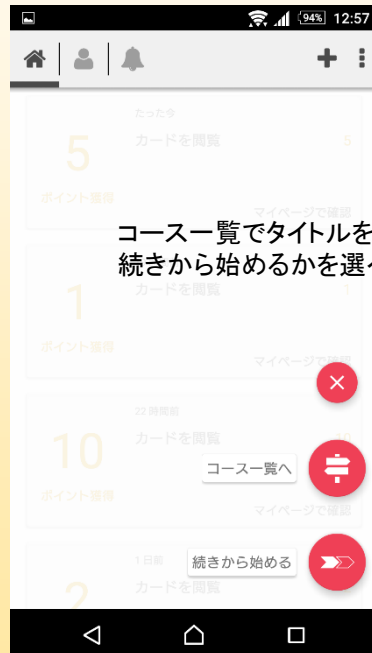 94% 12:57
たった今
5
カードを閲覧
5
ポイント獲得
マイページで確認
コース一覧でタイトルを
続きから始めるかを選
1
カードを閲覧
1
ポイント獲得
マイページで確認
22 時間前
10
カードを閲覧
コース一覧へ
ポイント獲得
マイページで確認
1 日前
続きから始める
2
カードを閲覧